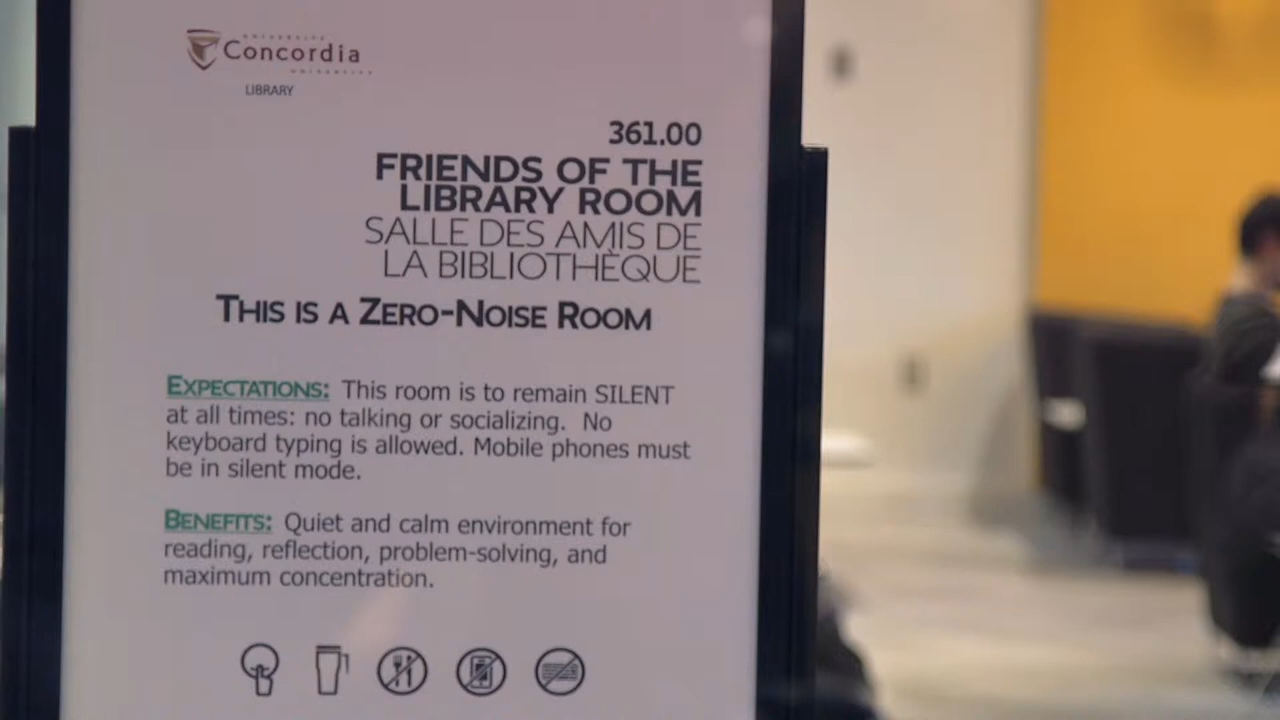 UNIVERSITÉ
Concordia
UNIVERSITY
LIBRARY
361.00
FRIENDS OF THE
LIBRARY ROOM
SALLE DES AMIS DE
LA BIBLIOTHÈQUE
THIS IS A ZERO-NOISE ROOM
EXPECTATIONS: This room is to remain SILENT
at all times: no talking or socializing. No
keyboard typing is allowed. Mobile phones must
be in silent mode.
BENEFITS: Quiet and calm environment for
reading, reflection, problem-solving, and
maximum concentration.